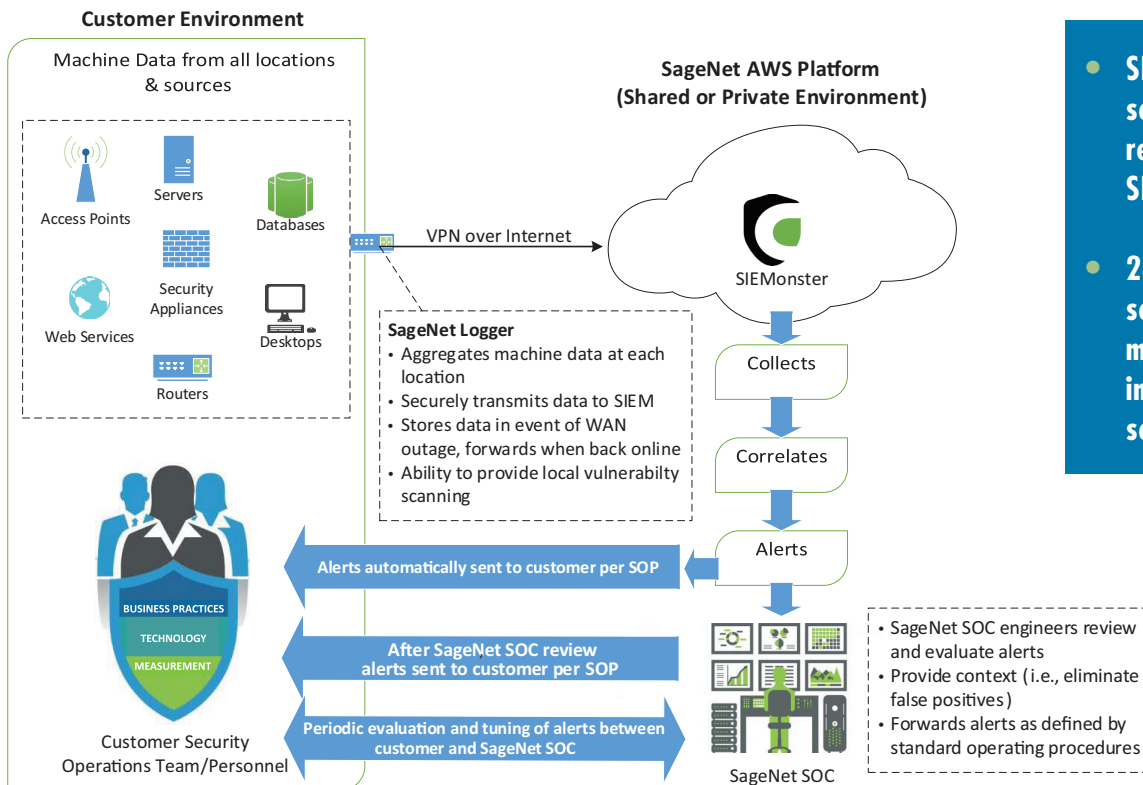 Customer Environment
Machine Data from all locations
& sources
Access Points
Servers
Databases
Security
Appliances
Web Services
Desktops
Routers
VPN over Internet
SageNet AWS Platform
(Shared or Private Environment)
SIEMonster
SageNet Logger
• Aggregates machine data at each
location
• Securely transmits data to SIEM
• Stores data in event of WAN
outage, forwards when back online
• Ability to provide local vulnerabilty
scanning
Collects
Correlates
Alerts
Alerts automatically sent to customer per SOP
After SageNet SOC review
alerts sent to customer per SOP
Periodic evaluation and tuning of alerts between
customer and SageNet SOC
BUSINESS PRACTICES
TECHNOLOGY
MEASUREMENT
Customer Security
Operations Team/Personnel
SageNet SOC
• SageNet SOC engineers review
and evaluate alerts
• Provide context (i.e., eliminate
false positives)
• Forwards alerts as defined by
standard operating procedures